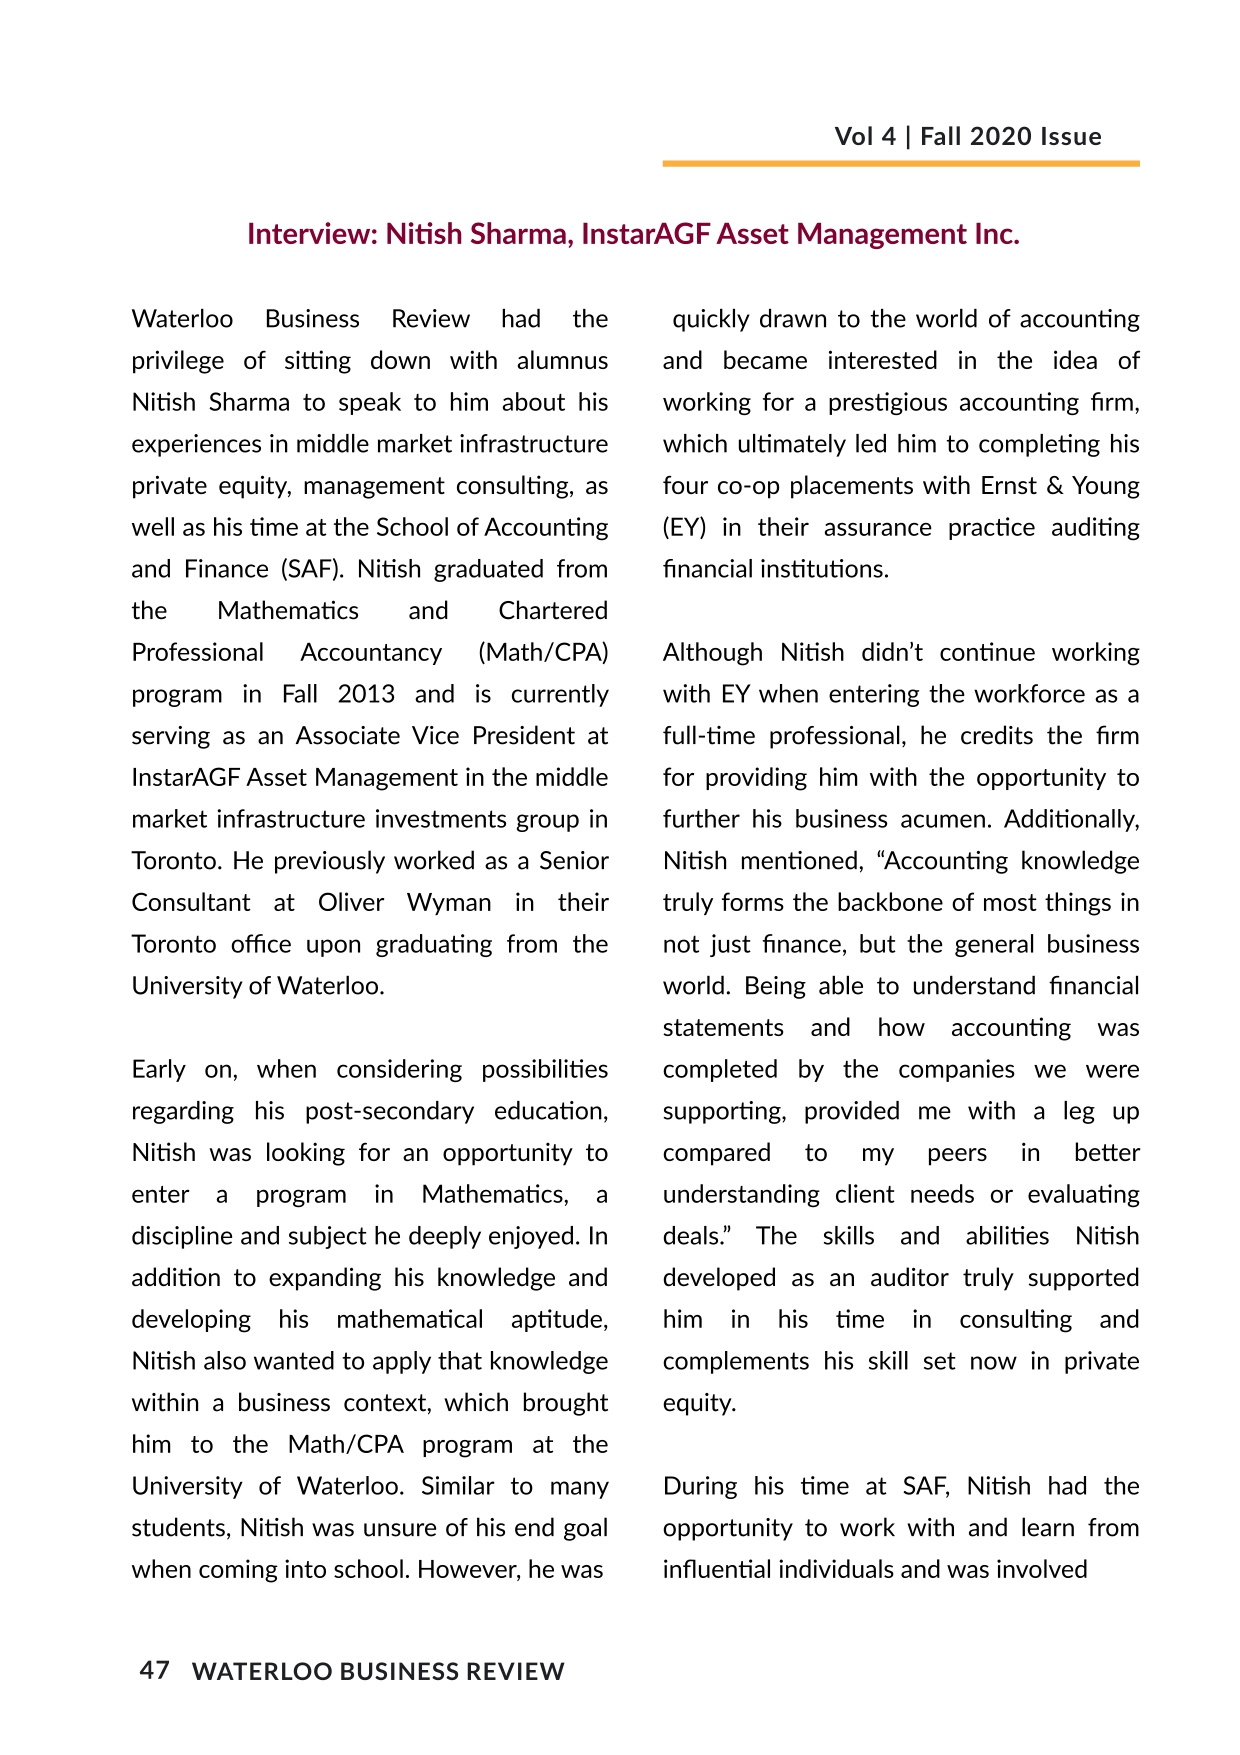 Vol 4 | Fall 2020 Issue
Interview: Nitish Sharma, InstarAGF Asset Management Inc.
Waterloo Business Review had the
privilege of sitting down with alumnus
Nitish Sharma to speak to him about his
experiences in middle market infrastructure
private equity, management consulting, as
well as his time at the School of Accounting
and Finance (SAF). Nitish graduated from
the Mathematics and Chartered
Professional Accountancy (Math/CPA)
program in Fall 2013 and is currently
serving as an Associate Vice President at
InstarAGF Asset Management in the middle
market infrastructure investments group in
Toronto. He previously worked as a Senior
Consultant at Oliver Wyman in their
Toronto office upon graduating from the
University of Waterloo.
Early on, when considering possibilities
regarding his post-secondary education,
Nitish was looking for an opportunity to
enter a program in Mathematics, a
discipline and subject he deeply enjoyed. In
addition to expanding his knowledge and
developing his mathematical aptitude,
Nitish also wanted to apply that knowledge
within a business context, which brought
him to the Math/CPA program at the
University of Waterloo. Similar to many
students, Nitish was unsure of his end goal
when coming into school. However, he was
quickly drawn to the world of accounting
and became interested in the idea of
working for a prestigious accounting firm,
which ultimately led him to completing his
four co-op placements with Ernst & Young
(EY) in their assurance practice auditing
financial institutions.
Although Nitish didn’t continue working
with EY when entering the workforce as a
full-time professional, he credits the firm
for providing him with the opportunity to
further his business acumen. Additionally,
Nitish mentioned, “Accounting knowledge
truly forms the backbone of most things in
not just finance, but the general business
world. Being able to understand financial
statements and how accounting was
completed by the companies we were
supporting, provided me with a leg up
compared to my peers in better
understanding client needs or evaluating
deals.” The skills and abilities Nitish
developed as an auditor truly supported
him in his time in consulting and
complements his skill set now in private
equity.
During his time at SAF, Nitish had the
opportunity to work with and learn from
influential individuals and was involved
47 WATERLOO BUSINESS REVIEW